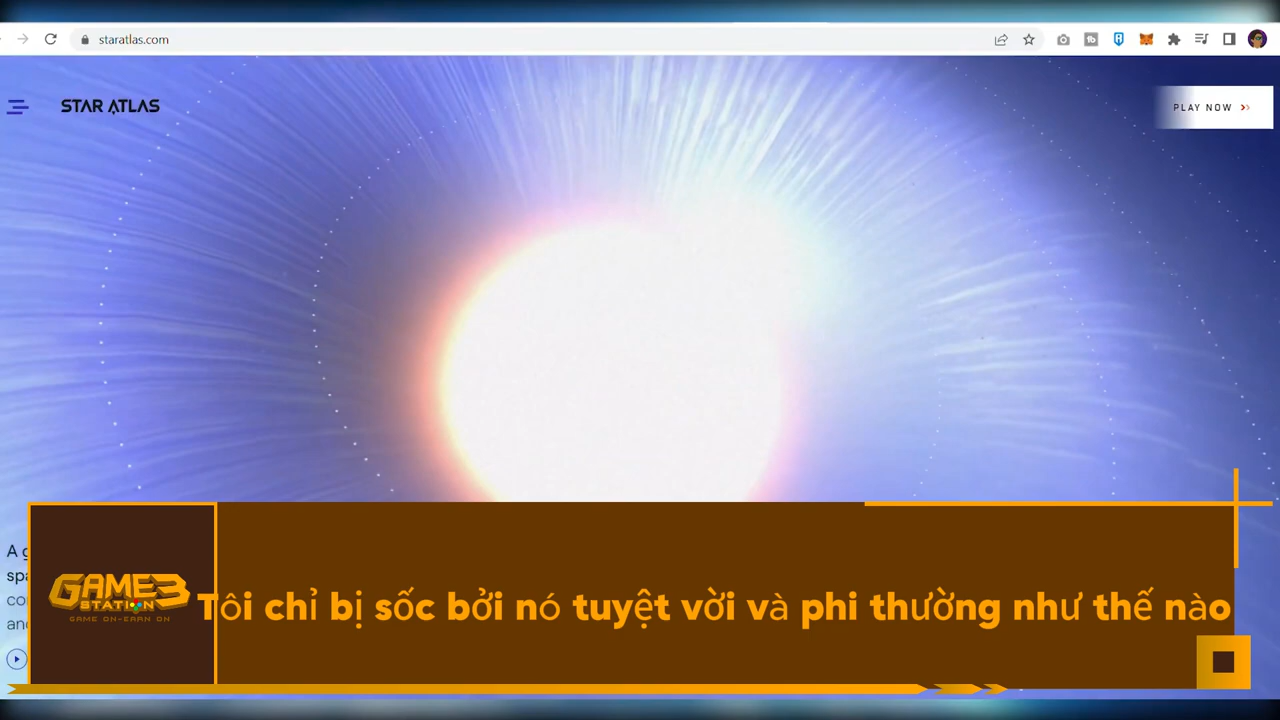 staratlas.com
STAR ATLAS
PLAY NOW
A g
spa
co
and
GAME3
STATION
GAME ON-EARN ON
Tôi chỉ bị sốc bởi nó tuyệt vời và phi thường như thế nào